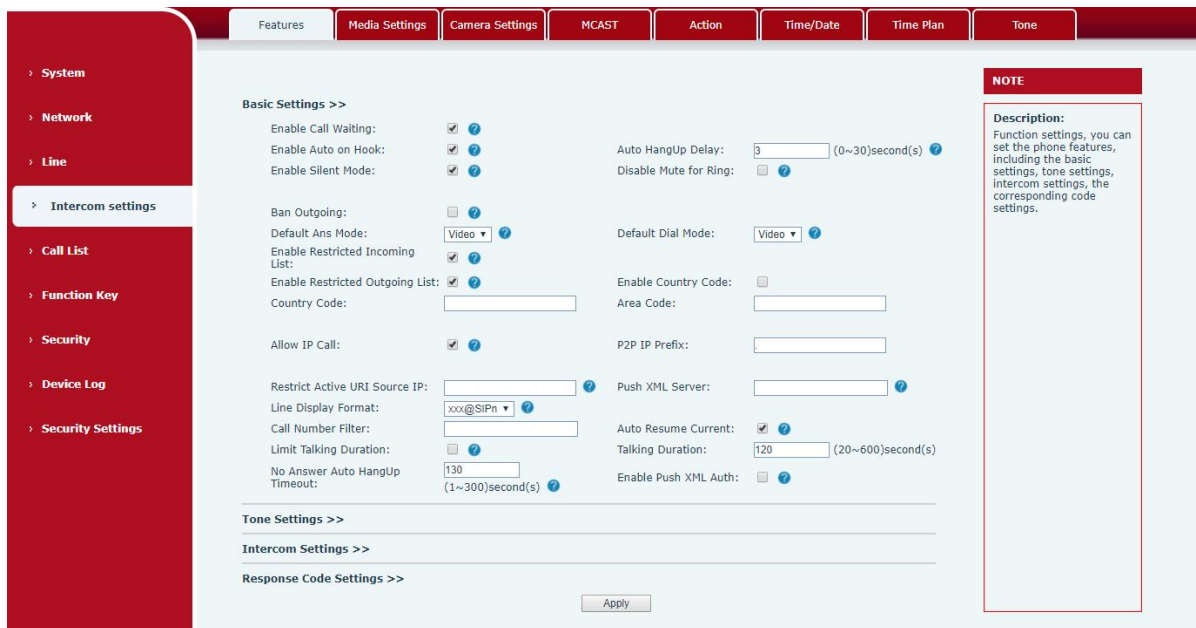 Features
Media Settings
Camera Settings
MCAST
Action
Time/Date
Time Plan
Tone
› System
› Network
› Line
› Intercom settings
› Call List
› Function Key
› Security
› Device Log
› Security Settings
Basic Settings >>
Enable Call Waiting: ?
Enable Auto on Hook: ? Auto HangUp Delay: 3 (0~30)second(s) ?
Enable Silent Mode: ? Disable Mute for Ring: ?
Ban Outgoing: ?
Default Ans Mode: Video ▾ ? Default Dial Mode: Video ▾ ?
Enable Restricted Incoming
List: ?
Enable Restricted Outgoing List: ? Enable Country Code:
Country Code: Area Code:
Allow IP Call: ? P2P IP Prefix: .
Restrict Active URI Source IP: ? Push XML Server: ?
Line Display Format: xxx@SIPn ▾ ?
Call Number Filter: Auto Resume Current: ?
Limit Talking Duration: ? Talking Duration: 120 (20~600)second(s)
No Answer Auto HangUp
Timeout: 130
(1~300)second(s) ? Enable Push XML Auth: ?
Tone Settings >>
Intercom Settings >>
Response Code Settings >>
Apply
NOTE
Description:
Function settings, you can
set the phone features,
including the basic
settings, tone settings,
intercom settings, the
corresponding code
settings.